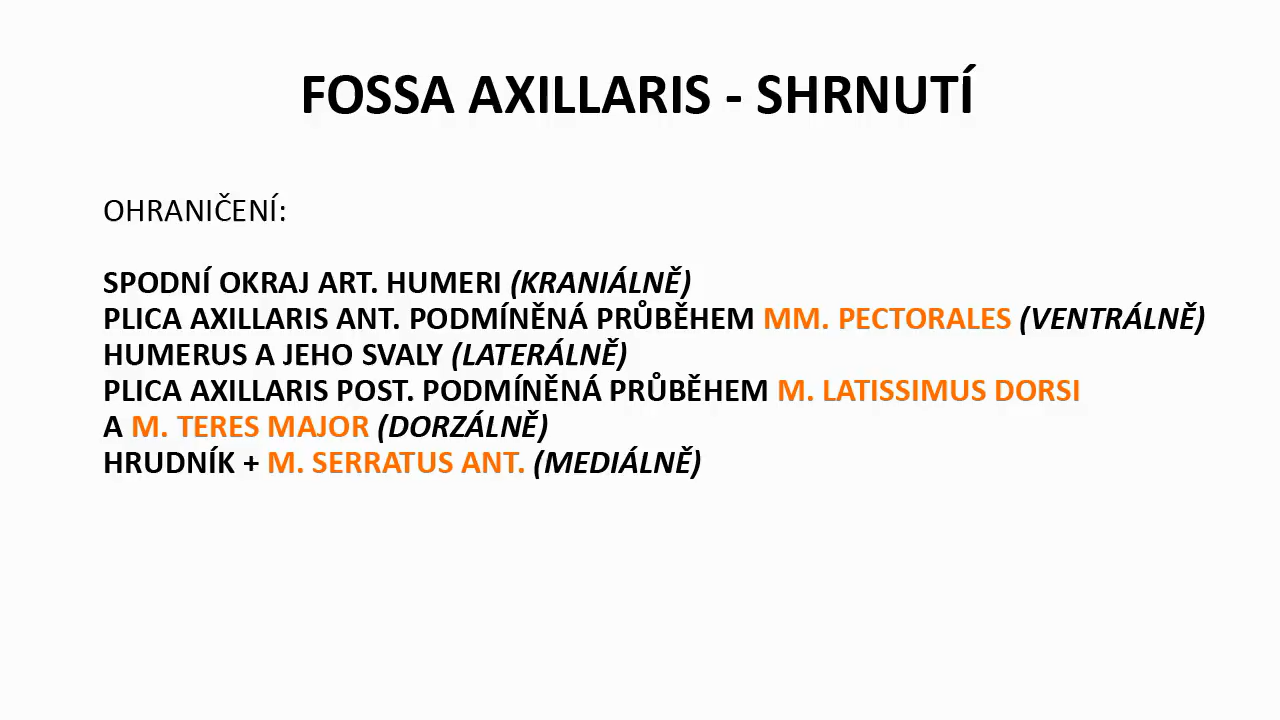 FOSSA AXILLARIS - SHRNUTÍ
OHRANIČENÍ:
SPODNÍ OKRAJ ART. HUMERI (KRANIÁLNĚ)
PLICA AXILLARIS ANT. PODMÍNĚNÁ PRŮBĚHEM MM. PECTORALES (VENTRÁLNĚ)
HUMERUS A JEHO SVALY (LATERÁLNĚ)
PLICA AXILLARIS POST. PODMÍNĚNÁ PRŮBĚHEM M. LATISSIMUS DORSI
A M. TERES MAJOR (DORZÁLNĚ)
HRUDNÍK + M. SERRATUS ANT. (MEDIÁLNĚ)